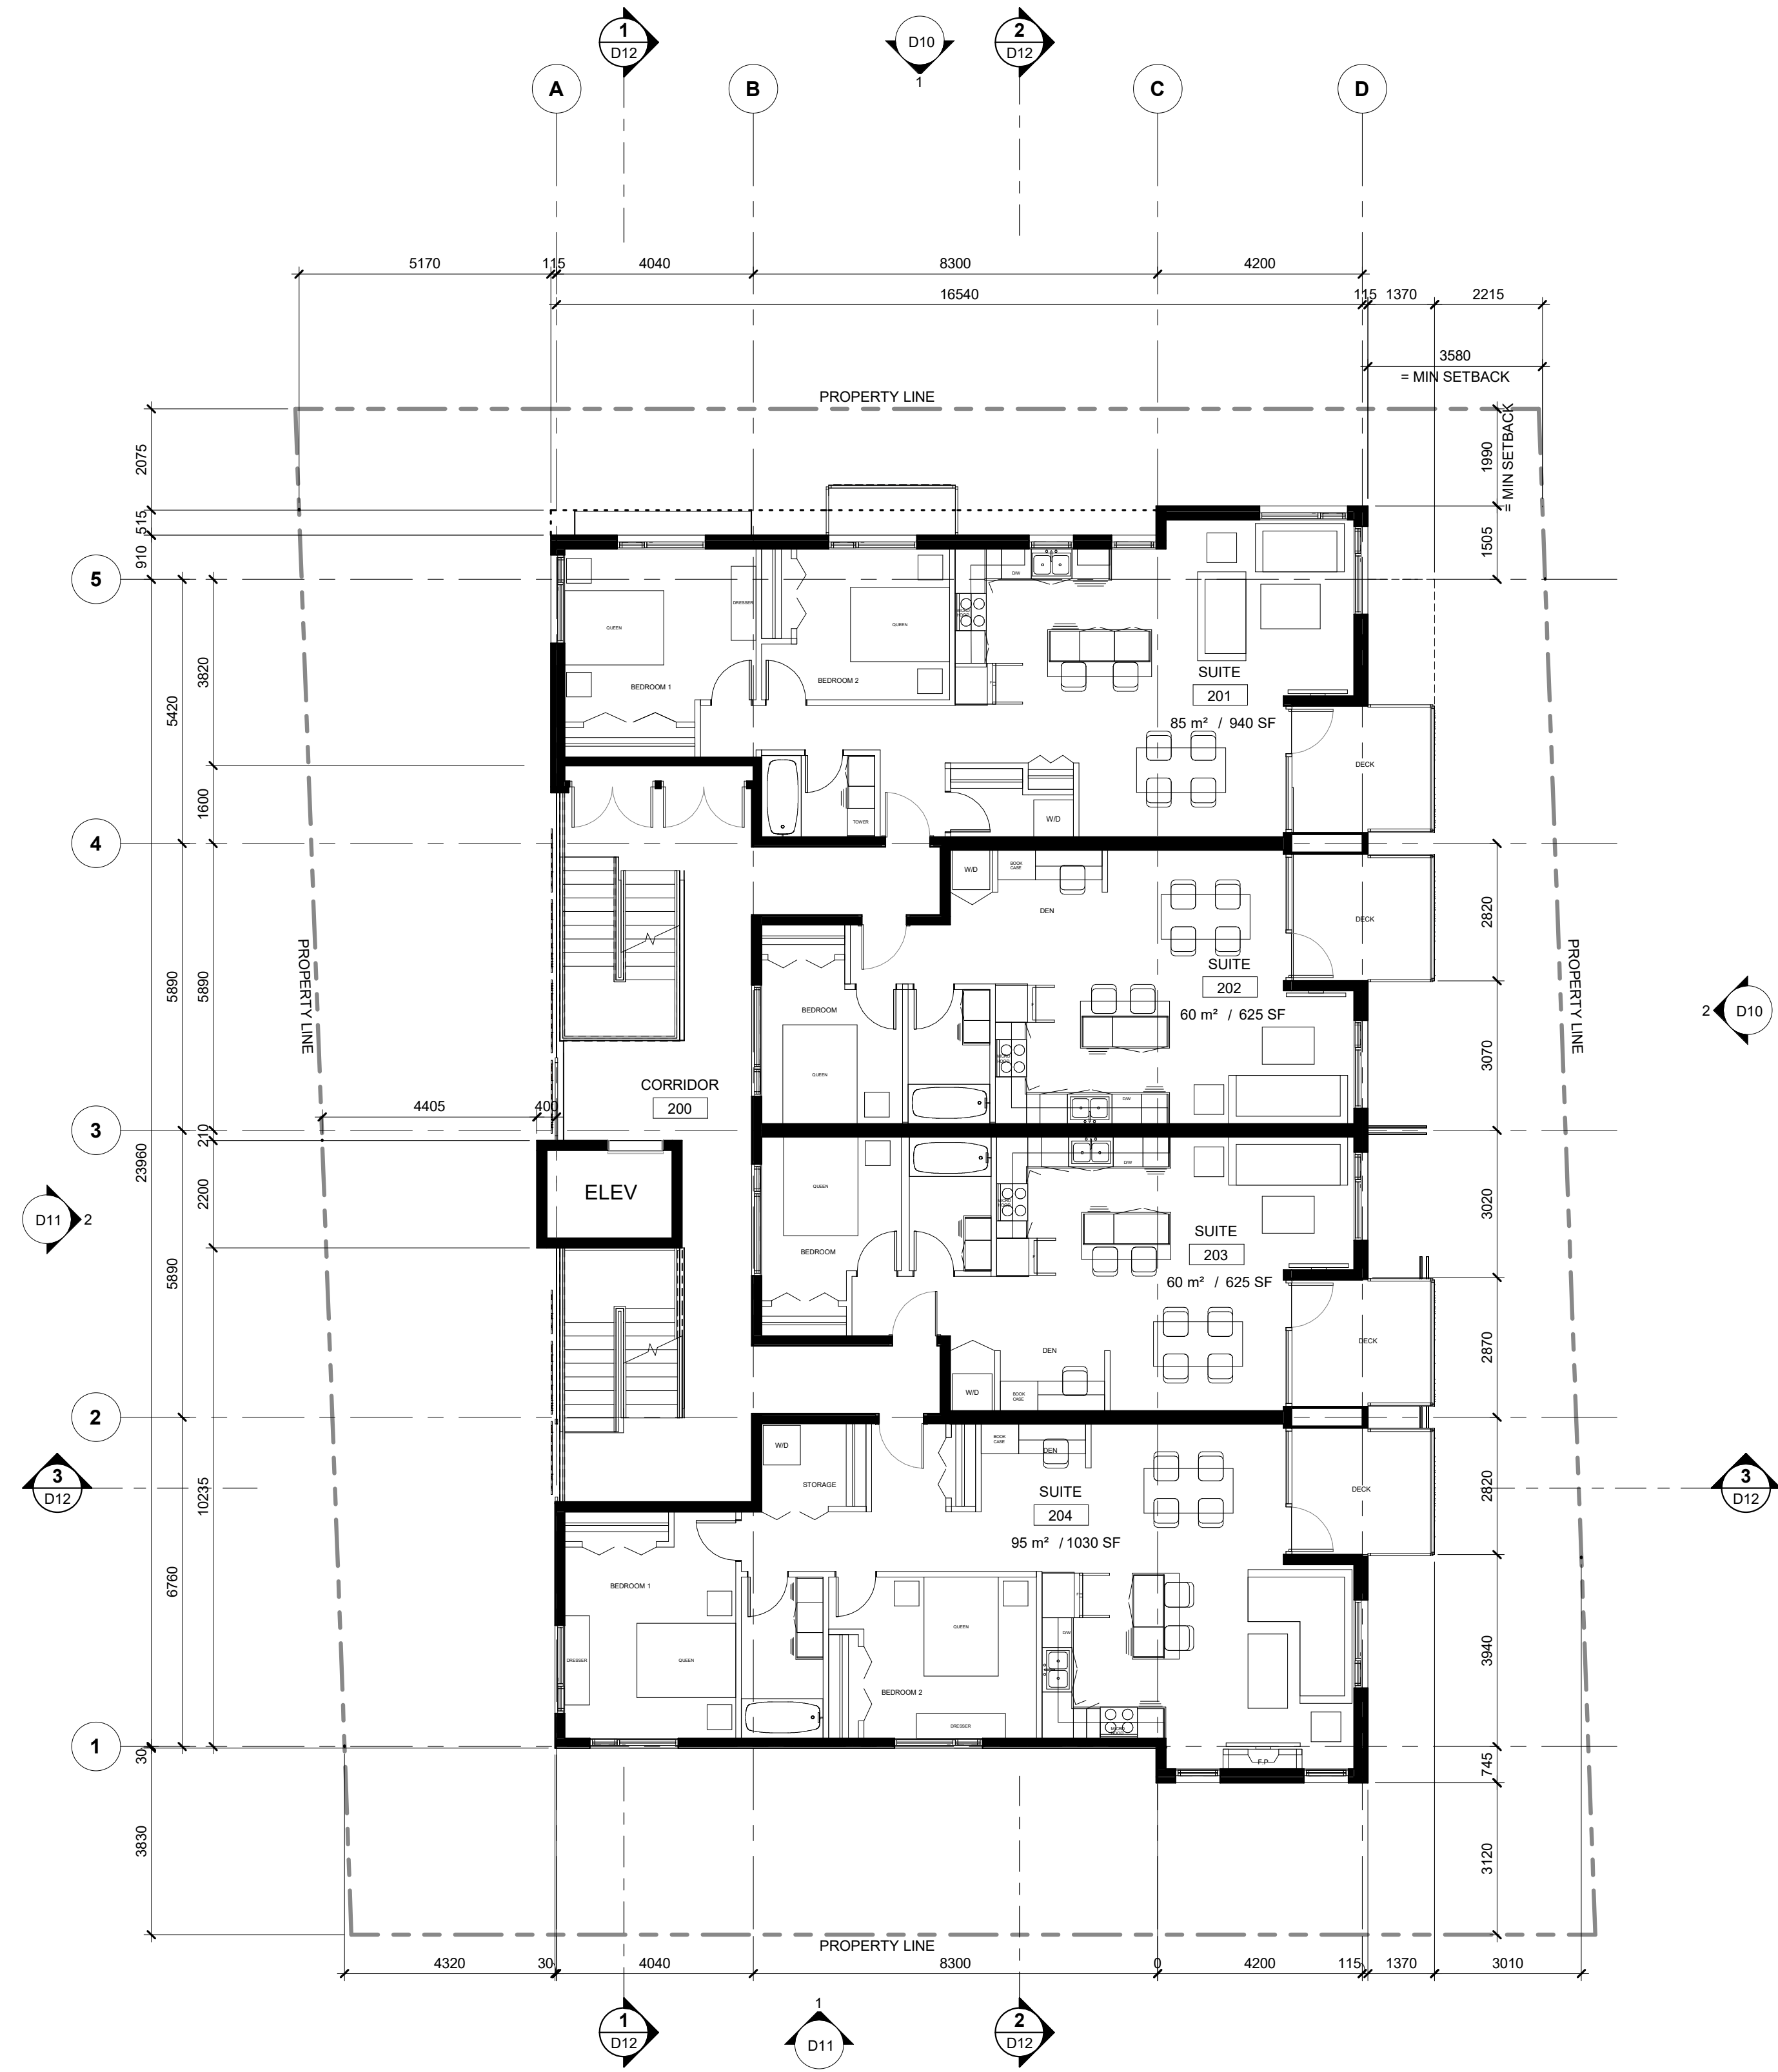 1
D12
D10
1
2
D12
A
B
C
D
5170
115
4040
8300
4200
16540
115
1370
2215
3580
= MIN SETBACK
PROPERTY LINE
2075
515
910
1990
= MIN SETBACK
1505
5
QUEEN
DRESSER
BEDROOM 1
QUEEN
BEDROOM 2
D/W
SUITE
201
85 m² / 940 SF
DECK
TOWER
W/D
3820
5420
1600
4
W/D
BOOK
CASE
DEN
DECK
SUITE
202
60 m² / 625 SF
2820
PROPERTY LINE
PROPERTY LINE
5890
5890
BEDROOM
QUEEN
D/W
3070
2
D10
CORRIDOR
200
4405
400
3
210
23960
2200
ELEV
D11
2
QUEEN
BEDROOM
D/W
SUITE
203
60 m² / 625 SF
3020
5890
DEN
W/D
BOOK
CASE
DECK
2870
2
3
D12
W/D
STORAGE
BOOK
CASE
DEN
SUITE
204
95 m² / 1030 SF
DECK
2820
3
D12
10235
6760
BEDROOM 1
DRESSER
QUEEN
QUEEN
BEDROOM 2
DRESSER
D/W
F.P
3940
1
30
745
3830
3120
PROPERTY LINE
4320
30
4040
8300
0
4200
115
1370
3010
1
D12
1
D11
2
D12